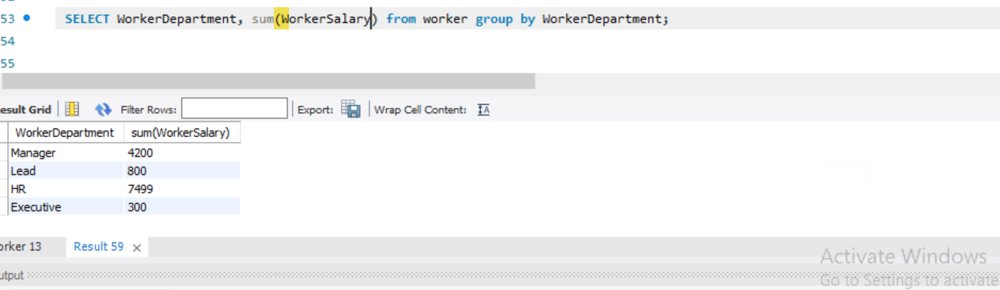 53 SELECT WorkerDepartment, sum(WorkerSalary) from worker group by WorkerDepartment;
54
55
esult Grid Filter Rows: Export: Wrap Cell Content: IA
WorkerDepartment sum(WorkerSalary)
Manager 4200
Lead 800
HR 7499
Executive 300
orker 13 Result 59 ×
utput
Activate Windows
Go to Settings to activate